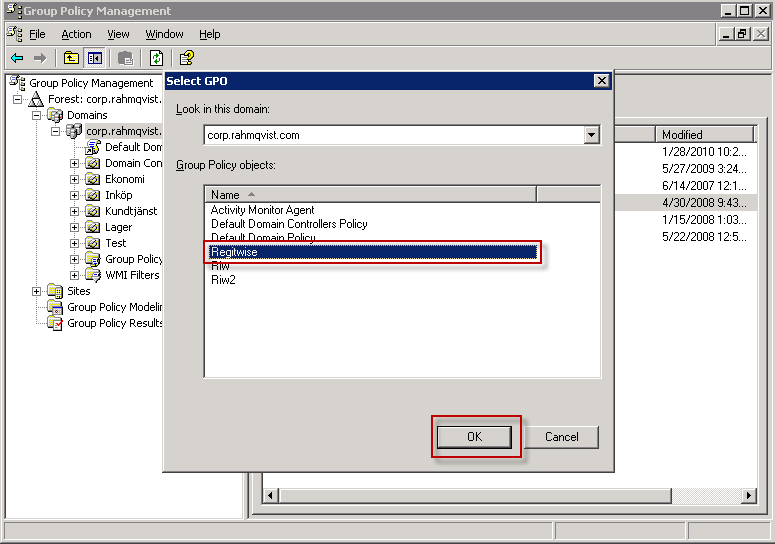 Group Policy Management
File Action View Window Help
Group Policy Management
Forest: corp.rahmqvist.
Domains
corp.rahmqvist.
Default Dom
Domain Con
Ekonomi
Inköp
Kundtjänst
Lager
Test
Group Policy
WMI Filters
Sites
Group Policy Modelin
Group Policy Results
Select GPO
Look in this domain:
corp.rahmqvist.com
Group Policy objects:
Name
Activity Monitor Agent
Default Domain Controllers Policy
Default Domain Policy
Regitwise
Riw
Riw2
OK Cancel
Modified
1/28/2010 10:2...
5/27/2009 3:24...
6/14/2007 12:1...
4/30/2008 9:43...
1/15/2008 1:03...
5/22/2008 12:5...